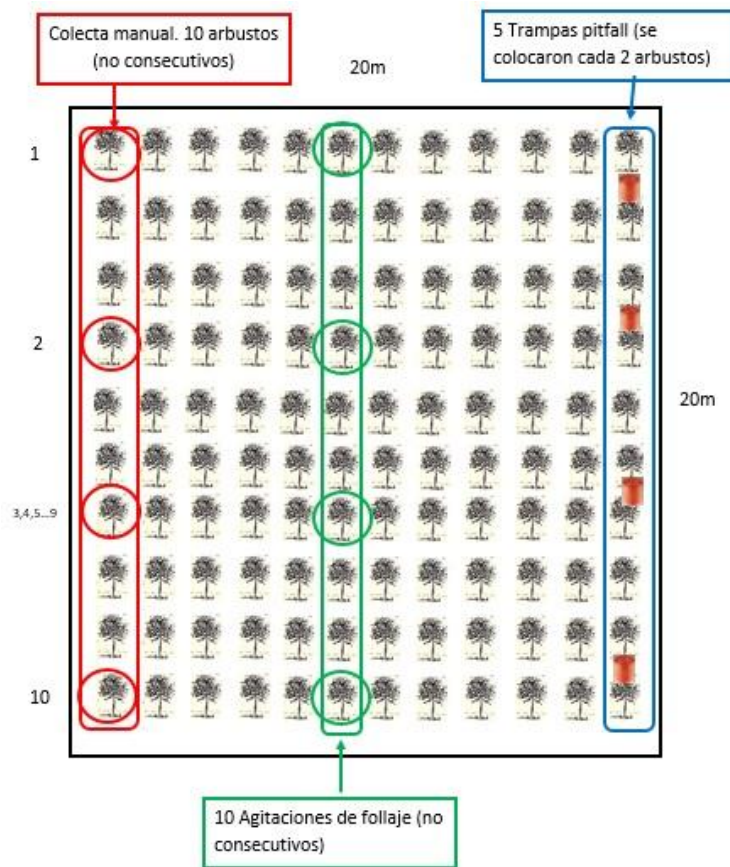 Colecta manual. 10 arbustos
(no consecutivos)
20m
5 Trampas pitfall (se
colocaron cada 2 arbustos)
1
2
20m
3,4,5...9
10
10 Agitaciones de follaje (no
consecutivos)